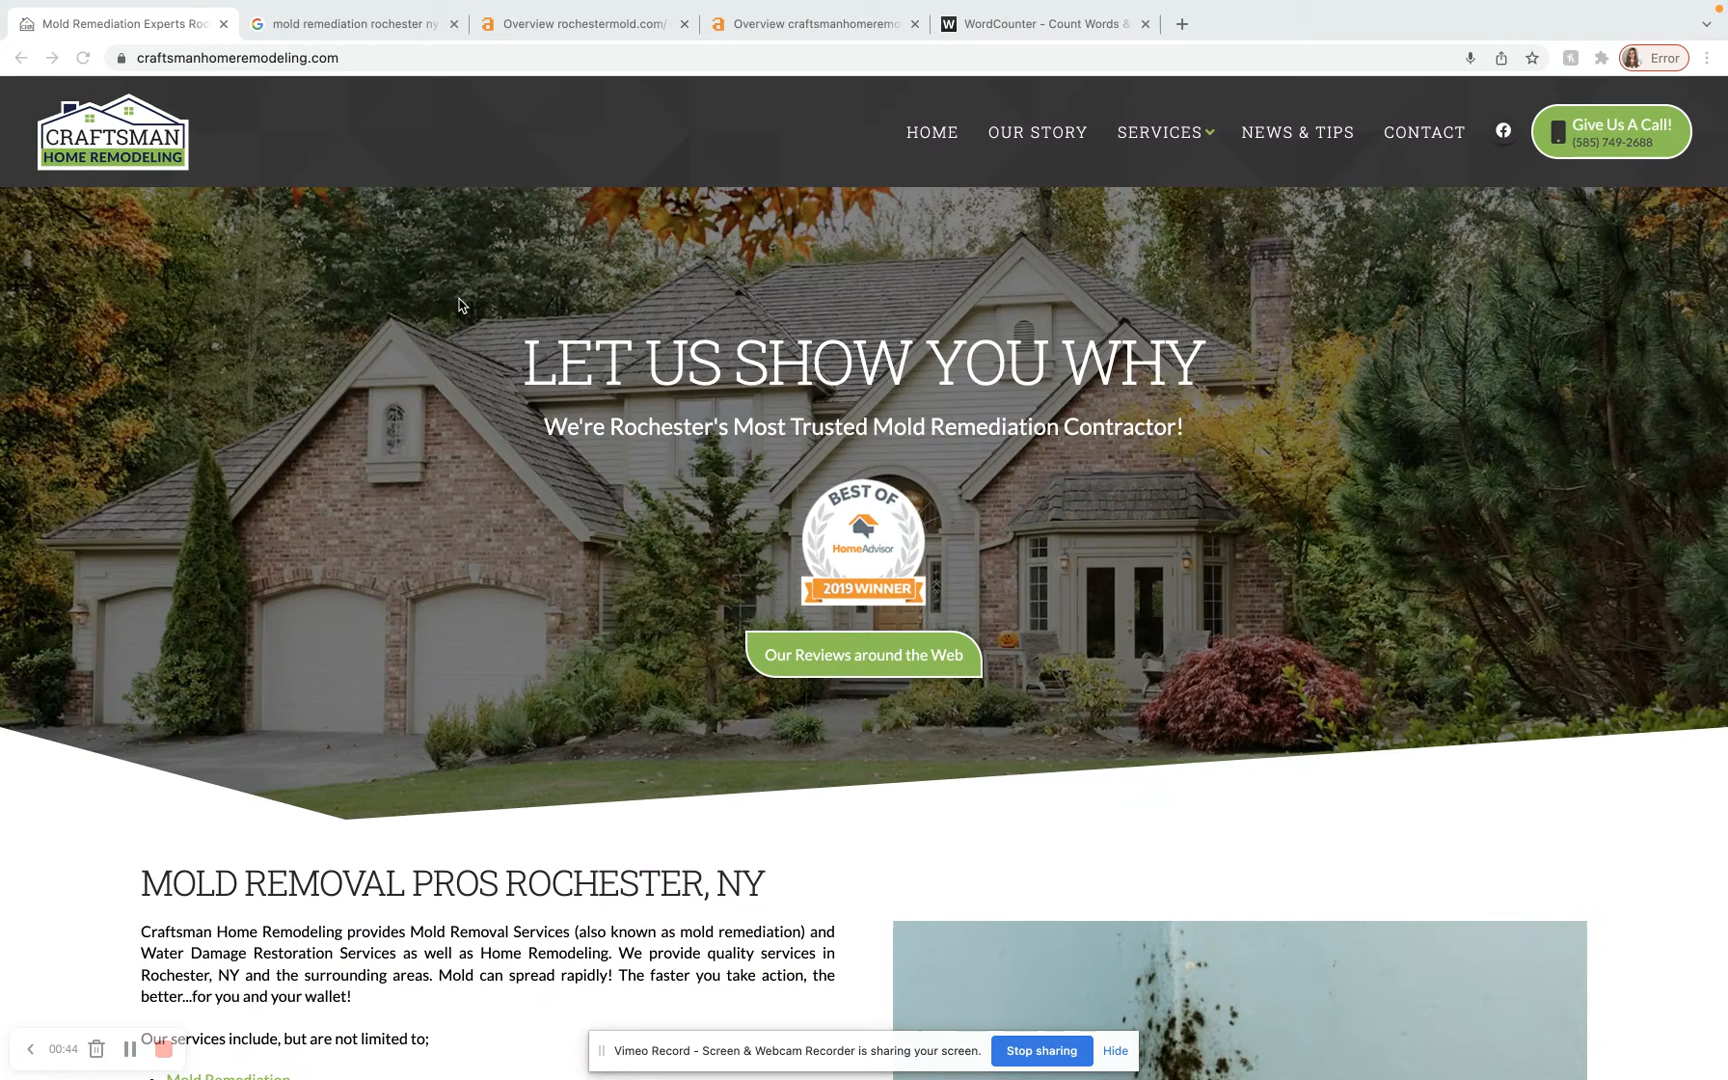 Mold Remediation Experts Roc
mold remediation rochester ny
Overview rochestermold.com/
Overview craftsmanhomeremo
W
WordCounter - Count Words &
craftsmanhomeremodeling.com
Error
CRAFTSMAN
HOME REMODELING
HOME
OUR STORY
SERVICES
NEWS & TIPS
CONTACT
Give Us A Call!
(585) 749-2688
LET US SHOW YOU WHY
We're Rochester's Most Trusted Mold Remediation Contractor!
BEST OF
HomeAdvisor
2019 WINNER
Our Reviews around the Web
MOLD REMOVAL PROS ROCHESTER, NY
Craftsman Home Remodeling provides Mold Removal Services (also known as mold remediation) and
Water Damage Restoration Services as well as Home Remodeling. We provide quality services in
Rochester, NY and the surrounding areas. Mold can spread rapidly! The faster you take action, the
better...for you and your wallet!
Our services include, but are not limited to;
Mold Remediation
00:44
Vimeo Record - Screen & Webcam Recorder is sharing your screen.
Stop sharing
Hide